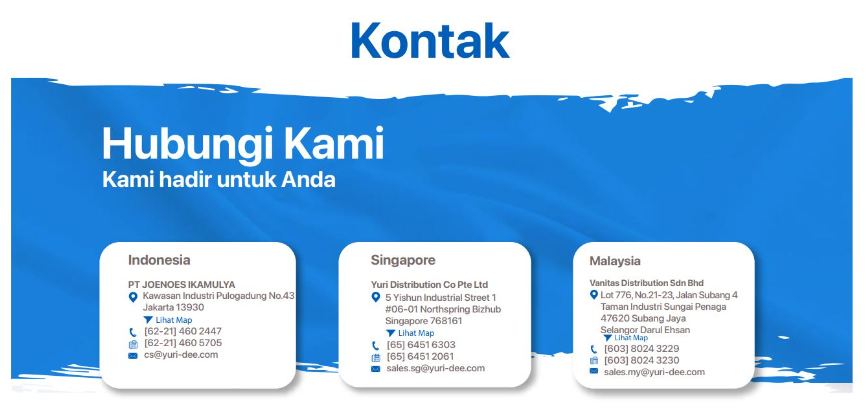 Kontak
Hubungi Kami
Kami hadir untuk Anda
Indonesia
PT JOENOES IKAMULYA
Kawasan Industri Pulogadung No.43
Jakarta 13930
Lihat Map
[62-21] 460 2447
[62-21] 460 5705
cs@yuri-dee.com
Singapore
Yuri Distribution Co Pte Ltd
5 Yishun Industrial Street 1
#06-01 Northspring Bizhub
Singapore 768161
Lihat Map
[65] 6451 6303
[65] 6451 2061
sales.sg@yuri-dee.com
Malaysia
Vanitas Distribution Sdn Bhd
Lot 776, No.21-23, Jalan Subang 4
Taman Industri Sungai Penaga
47620 Subang Jaya
Selangor Darul Ehsan
Lihat Map
[603] 8024 3229
[603] 8024 3230
sales.my@yuri-dee.com